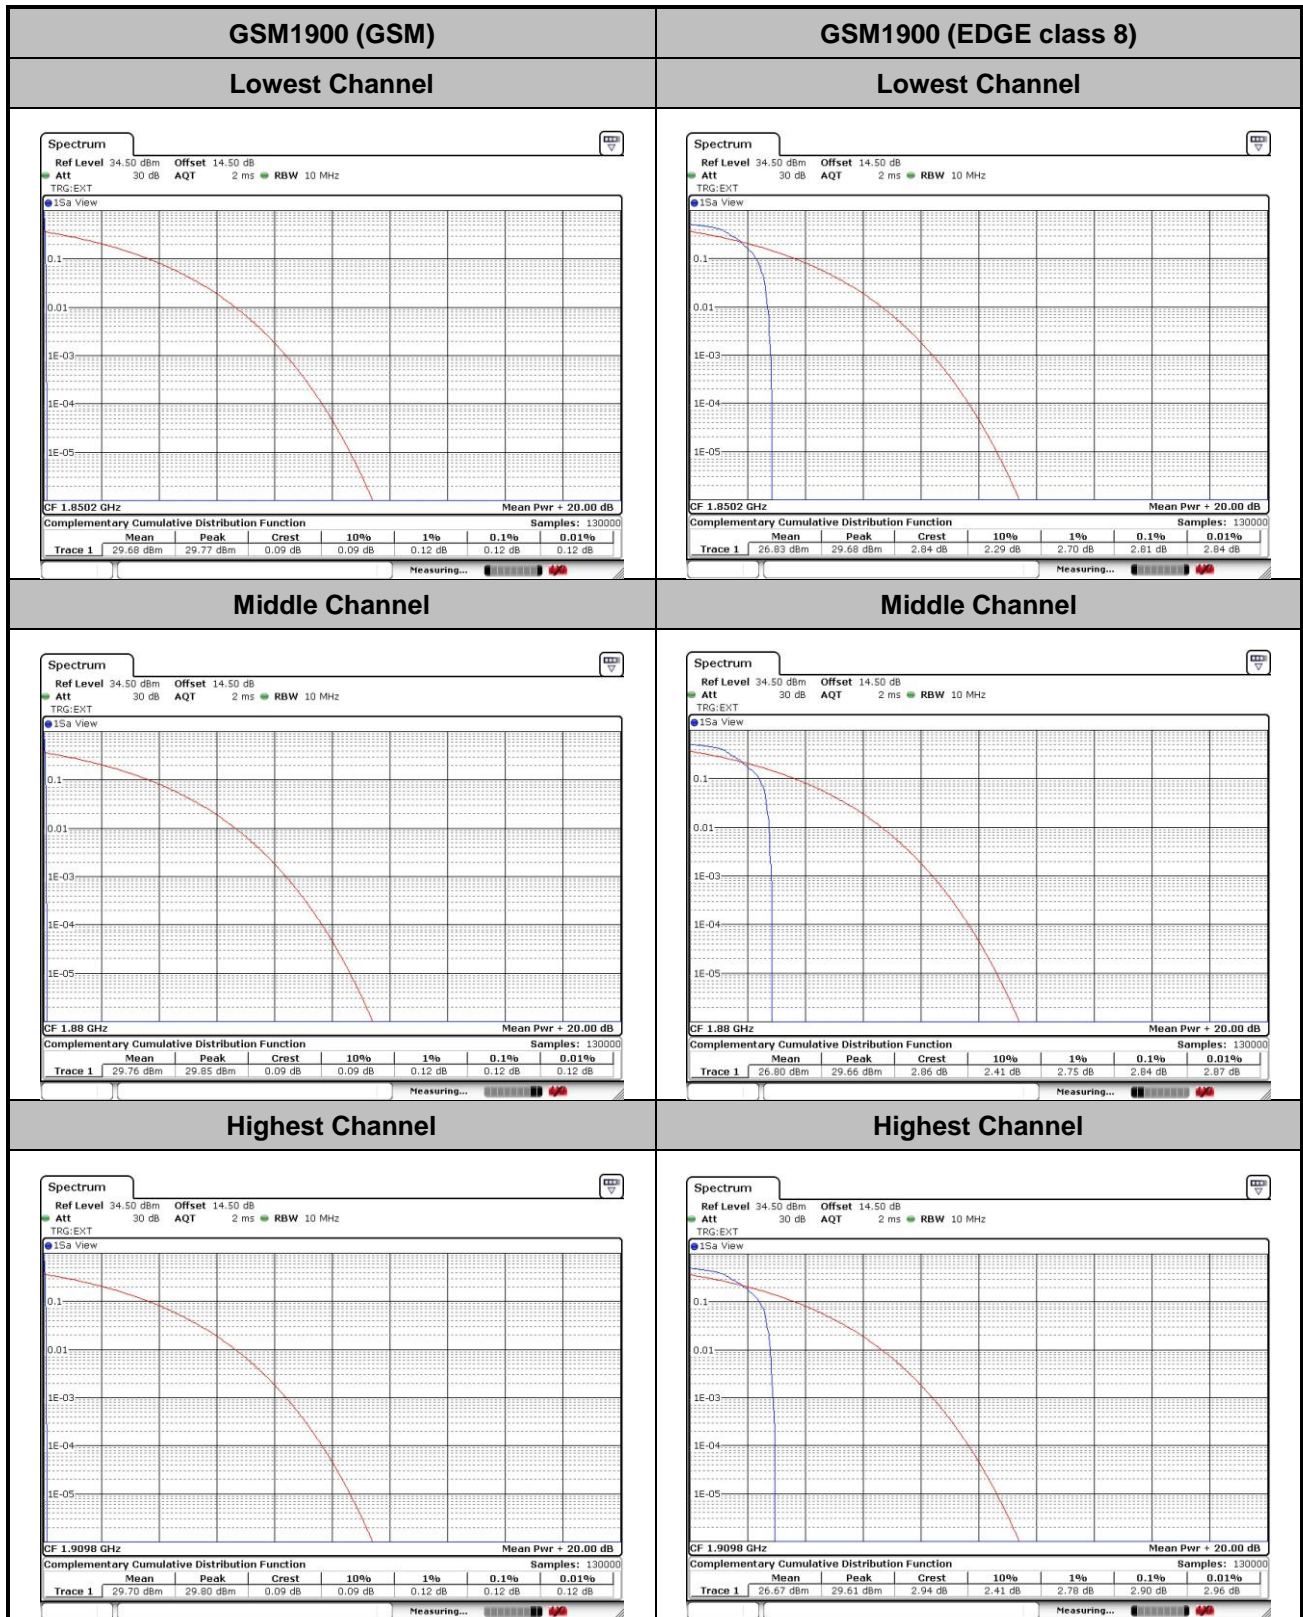 GSM1900 (GSM) GSM1900 (EDGE class 8)
Lowest Channel Lowest Channel
Spectrum
Ref Level 34.50 dBm Offset 14.50 dB
Att 30 dB AQT 2 ms RBW 10 MHz
TRG:EXT
1Sa View
0.1
0.01
1E-03
1E-04
1E-05
CF 1.8502 GHz Mean Pwr + 20.00 dB
Complementary Cumulative Distribution Function Samples: 130000
Mean Peak Crest 10% 1% 0.1% 0.01%
Trace 1 29.68 dBm 29.77 dBm 0.09 dB 0.09 dB 0.12 dB 0.12 dB 0.12 dB
Measuring...
Spectrum
Ref Level 34.50 dBm Offset 14.50 dB
Att 30 dB AQT 2 ms RBW 10 MHz
TRG:EXT
1Sa View
0.1
0.01
1E-03
1E-04
1E-05
CF 1.8502 GHz Mean Pwr + 20.00 dB
Complementary Cumulative Distribution Function Samples: 130000
Mean Peak Crest 10% 1% 0.1% 0.01%
Trace 1 26.83 dBm 29.68 dBm 2.84 dB 2.29 dB 2.70 dB 2.81 dB 2.84 dB
Measuring...
Middle Channel Middle Channel
Spectrum
Ref Level 34.50 dBm Offset 14.50 dB
Att 30 dB AQT 2 ms RBW 10 MHz
TRG:EXT
1Sa View
0.1
0.01
1E-03
1E-04
1E-05
CF 1.88 GHz Mean Pwr + 20.00 dB
Complementary Cumulative Distribution Function Samples: 130000
Mean Peak Crest 10% 1% 0.1% 0.01%
Trace 1 29.76 dBm 29.85 dBm 0.09 dB 0.09 dB 0.12 dB 0.12 dB 0.12 dB
Measuring...
Spectrum
Ref Level 34.50 dBm Offset 14.50 dB
Att 30 dB AQT 2 ms RBW 10 MHz
TRG:EXT
1Sa View
0.1
0.01
1E-03
1E-04
1E-05
CF 1.88 GHz Mean Pwr + 20.00 dB
Complementary Cumulative Distribution Function Samples: 130000
Mean Peak Crest 10% 1% 0.1% 0.01%
Trace 1 26.80 dBm 29.66 dBm 2.86 dB 2.41 dB 2.75 dB 2.84 dB 2.87 dB
Measuring...
Highest Channel Highest Channel
Spectrum
Ref Level 34.50 dBm Offset 14.50 dB
Att 30 dB AQT 2 ms RBW 10 MHz
TRG:EXT
1Sa View
0.1
0.01
1E-03
1E-04
1E-05
CF 1.9098 GHz Mean Pwr + 20.00 dB
Complementary Cumulative Distribution Function Samples: 130000
Mean Peak Crest 10% 1% 0.1% 0.01%
Trace 1 29.70 dBm 29.80 dBm 0.09 dB 0.09 dB 0.12 dB 0.12 dB 0.12 dB
Measuring...
Spectrum
Ref Level 34.50 dBm Offset 14.50 dB
Att 30 dB AQT 2 ms RBW 10 MHz
TRG:EXT
1Sa View
0.1
0.01
1E-03
1E-04
1E-05
CF 1.9098 GHz Mean Pwr + 20.00 dB
Complementary Cumulative Distribution Function Samples: 130000
Mean Peak Crest 10% 1% 0.1% 0.01%
Trace 1 26.67 dBm 29.61 dBm 2.94 dB 2.41 dB 2.78 dB 2.90 dB 2.96 dB
Measuring...